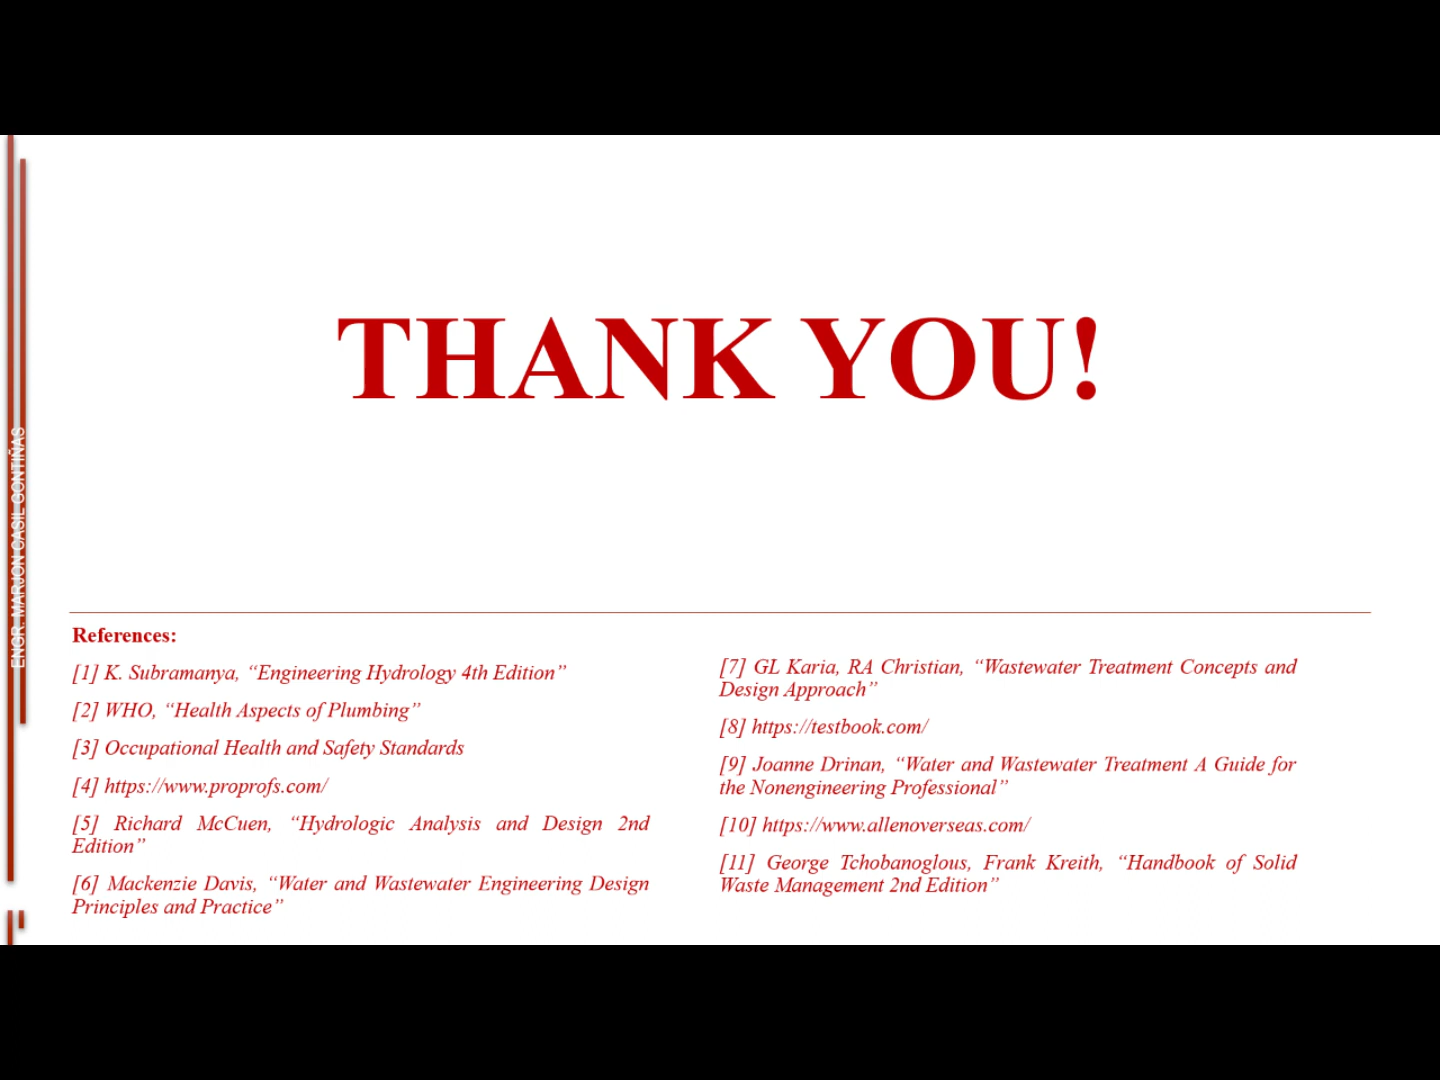 THANK YOU!
ENGR. MARJON CASIL GONTIÑAS
References:
[1] K. Subramanya, “Engineering Hydrology 4th Edition”
[2] WHO, “Health Aspects of Plumbing”
[3] Occupational Health and Safety Standards
[4] https://www.proprofs.com/
[5] Richard McCuen, “Hydrologic Analysis and Design 2nd
Edition”
[6] Mackenzie Davis, “Water and Wastewater Engineering Design
Principles and Practice”
[7] GL Karia, RA Christian, “Wastewater Treatment Concepts and
Design Approach”
[8] https://testbook.com/
[9] Joanne Drinan, “Water and Wastewater Treatment A Guide for
the Nonengineering Professional”
[10] https://www.allenoverseas.com/
[11] George Tchobanoglous, Frank Kreith, “Handbook of Solid
Waste Management 2nd Edition”